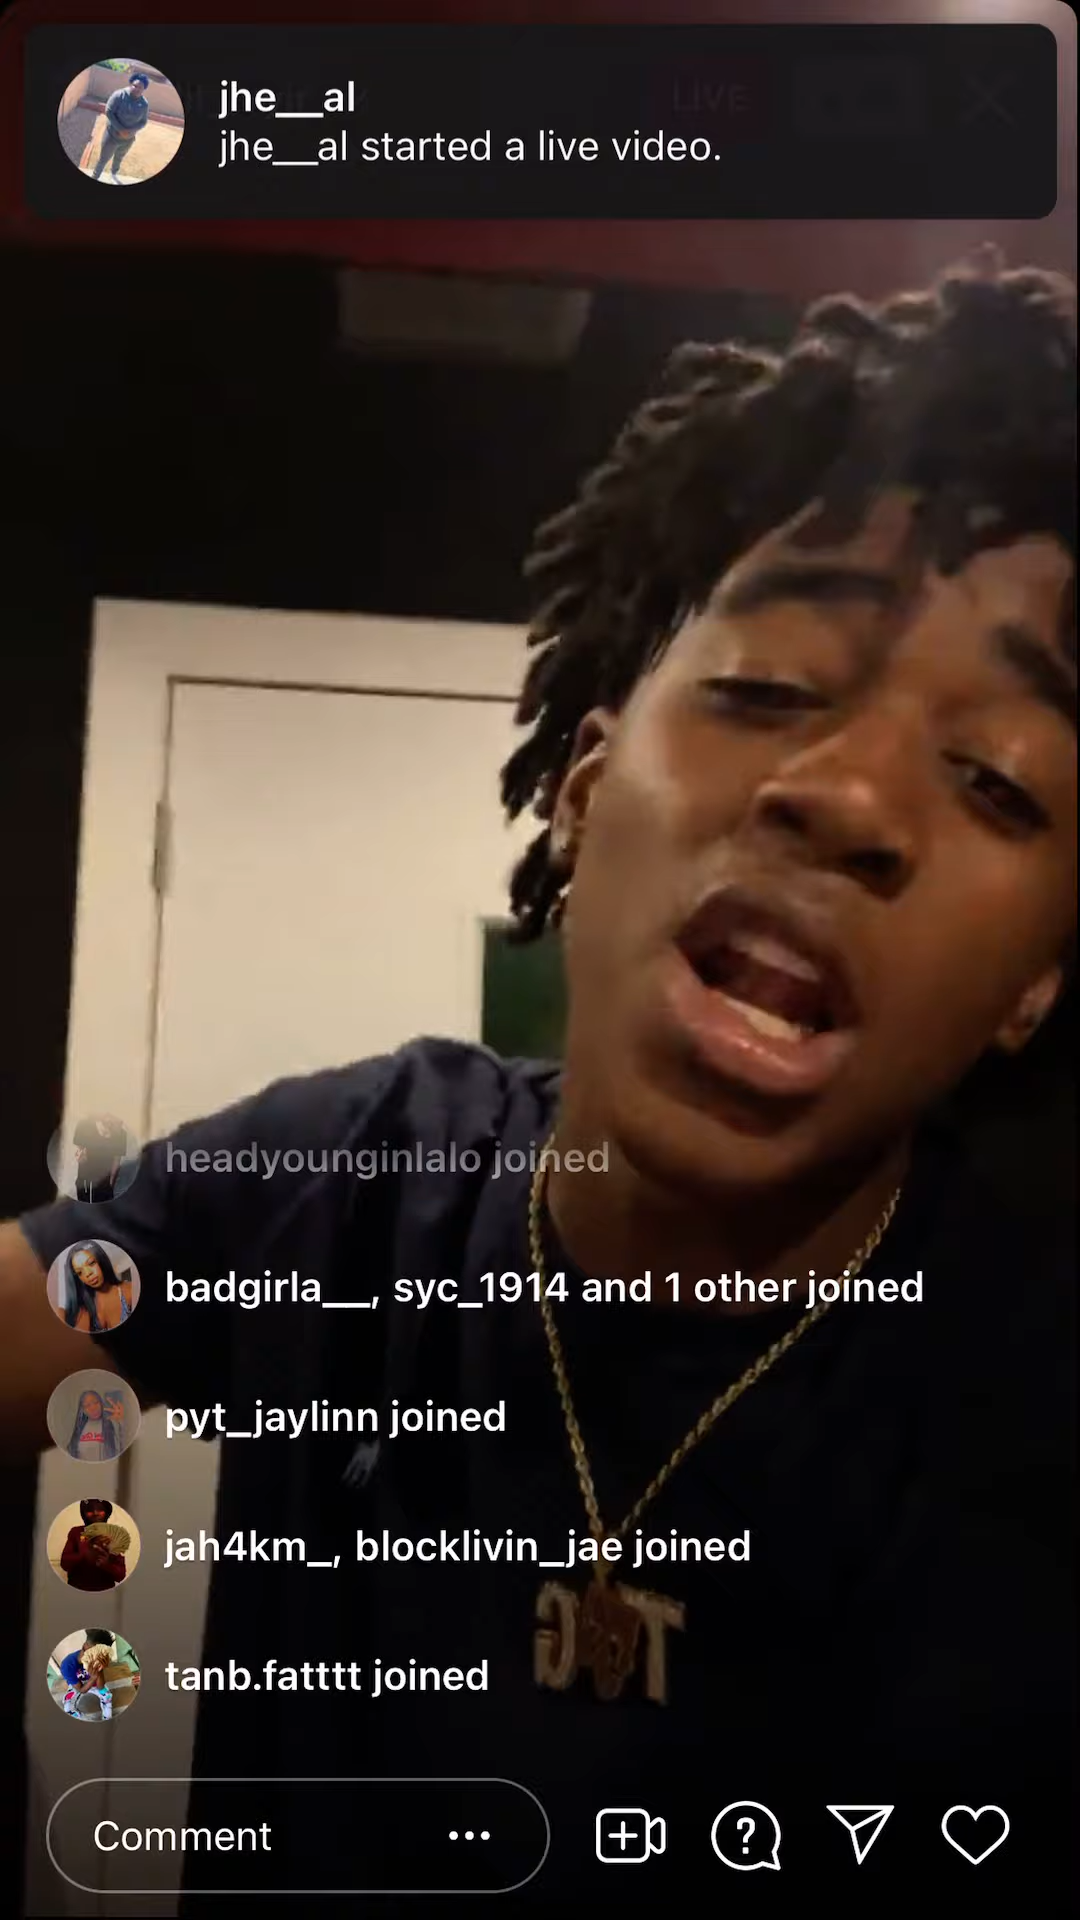 jhe__al
LIVE
jhe__al started a live video.
headyounginlalo joined
badgirla__, syc_1914 and 1 other joined
pyt_jaylinn joined
jah4km_, blocklivin_jae joined
tanb.fatttt joined
Comment